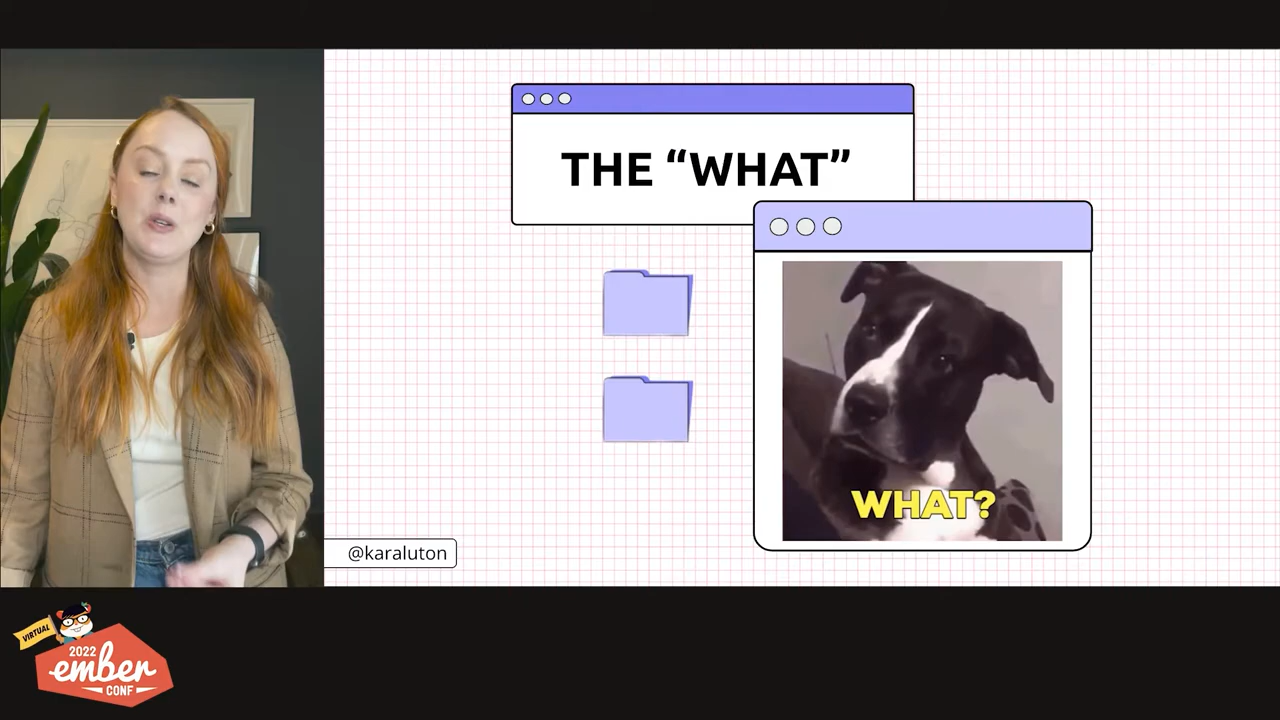 THE “WHAT”
WHAT?
@karaluton
VIRTUAL
2022
ember
CONF